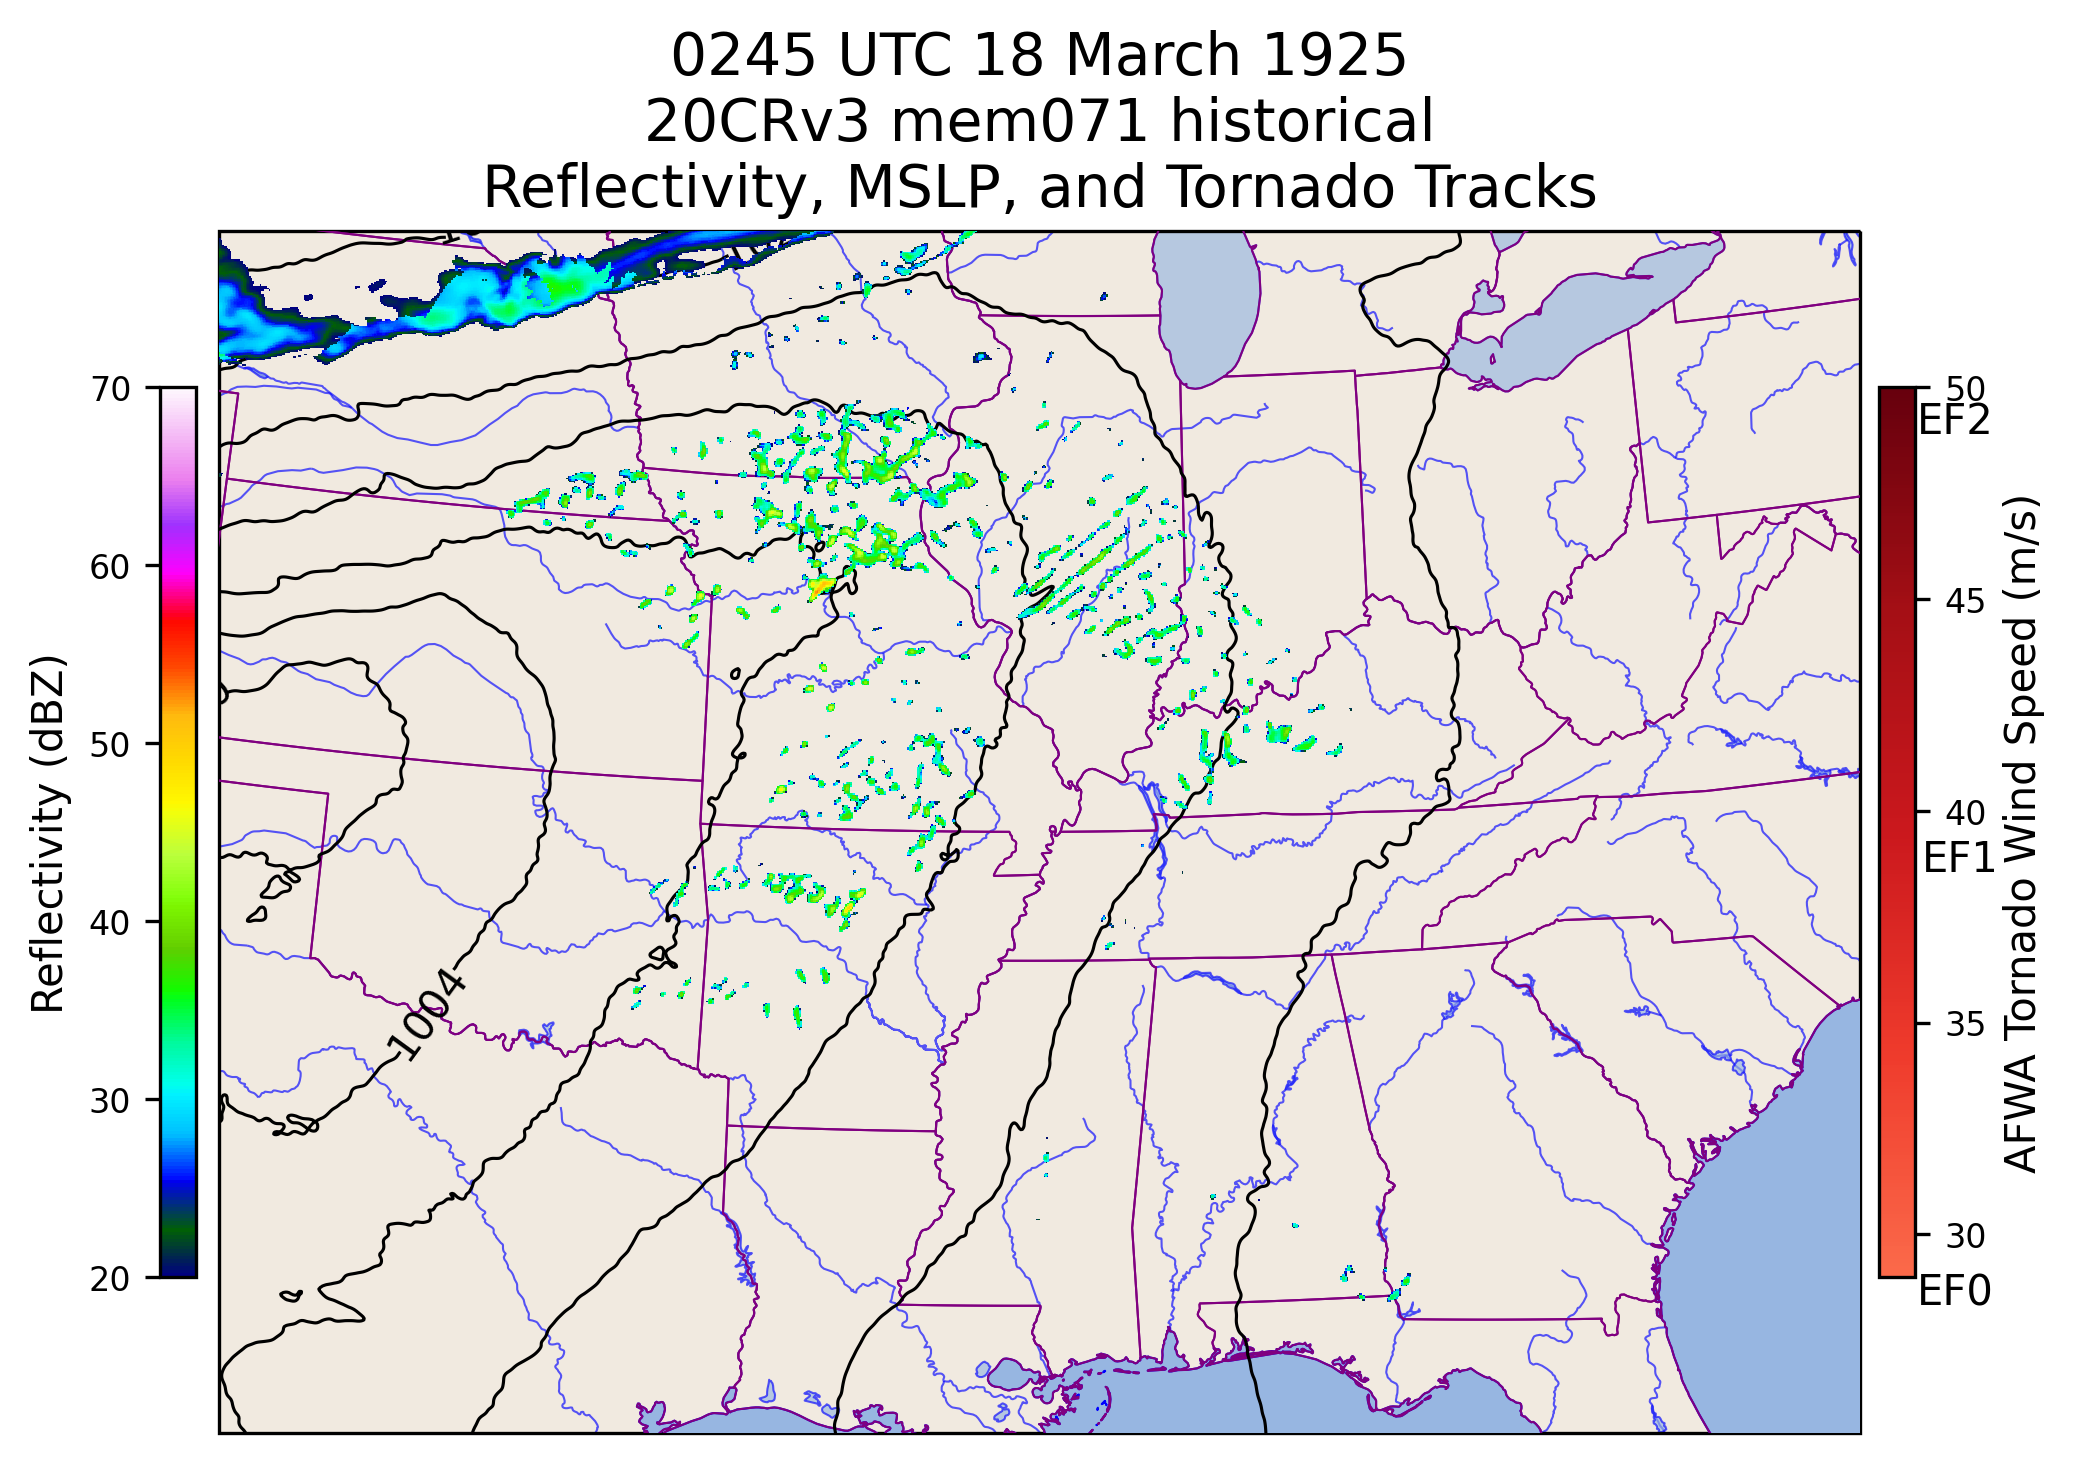 0245 UTC 18 March 1925
20CRv3 mem071 historical
Reflectivity, MSLP, and Tornado Tracks
70
60
50
40
30
20
Reflectivity (dBZ)
1004
50
EF2
45
40
EF1
35
30
EF0
AFWA Tornado Wind Speed (m/s)